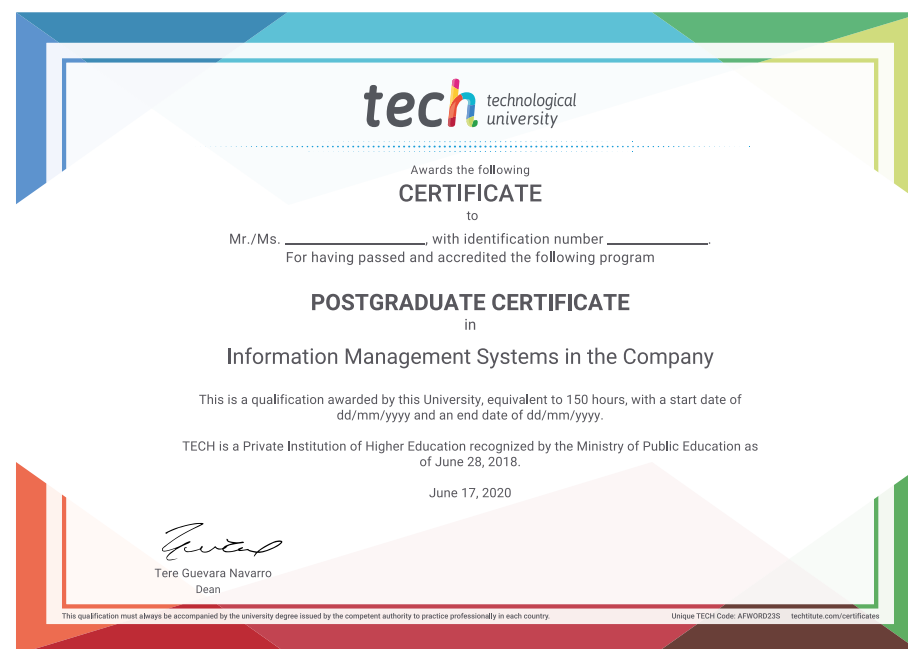 tech technological
university
Awards the following
CERTIFICATE
to
Mr./Ms. ____________________, with identification number ______________.
For having passed and accredited the following program
POSTGRADUATE CERTIFICATE
in
Information Management Systems in the Company
This is a qualification awarded by this University, equivalent to 150 hours, with a start date of
dd/mm/yyyy and an end date of dd/mm/yyyy.
TECH is a Private Institution of Higher Education recognized by the Ministry of Public Education as
of June 28, 2018.
June 17, 2020
Tere Guevara Navarro
Dean
This qualification must always be accompanied by the university degree issued by the competent authority to practice professionally in each country.
Unique TECH Code: AFWORD23S techtitute.com/certificates